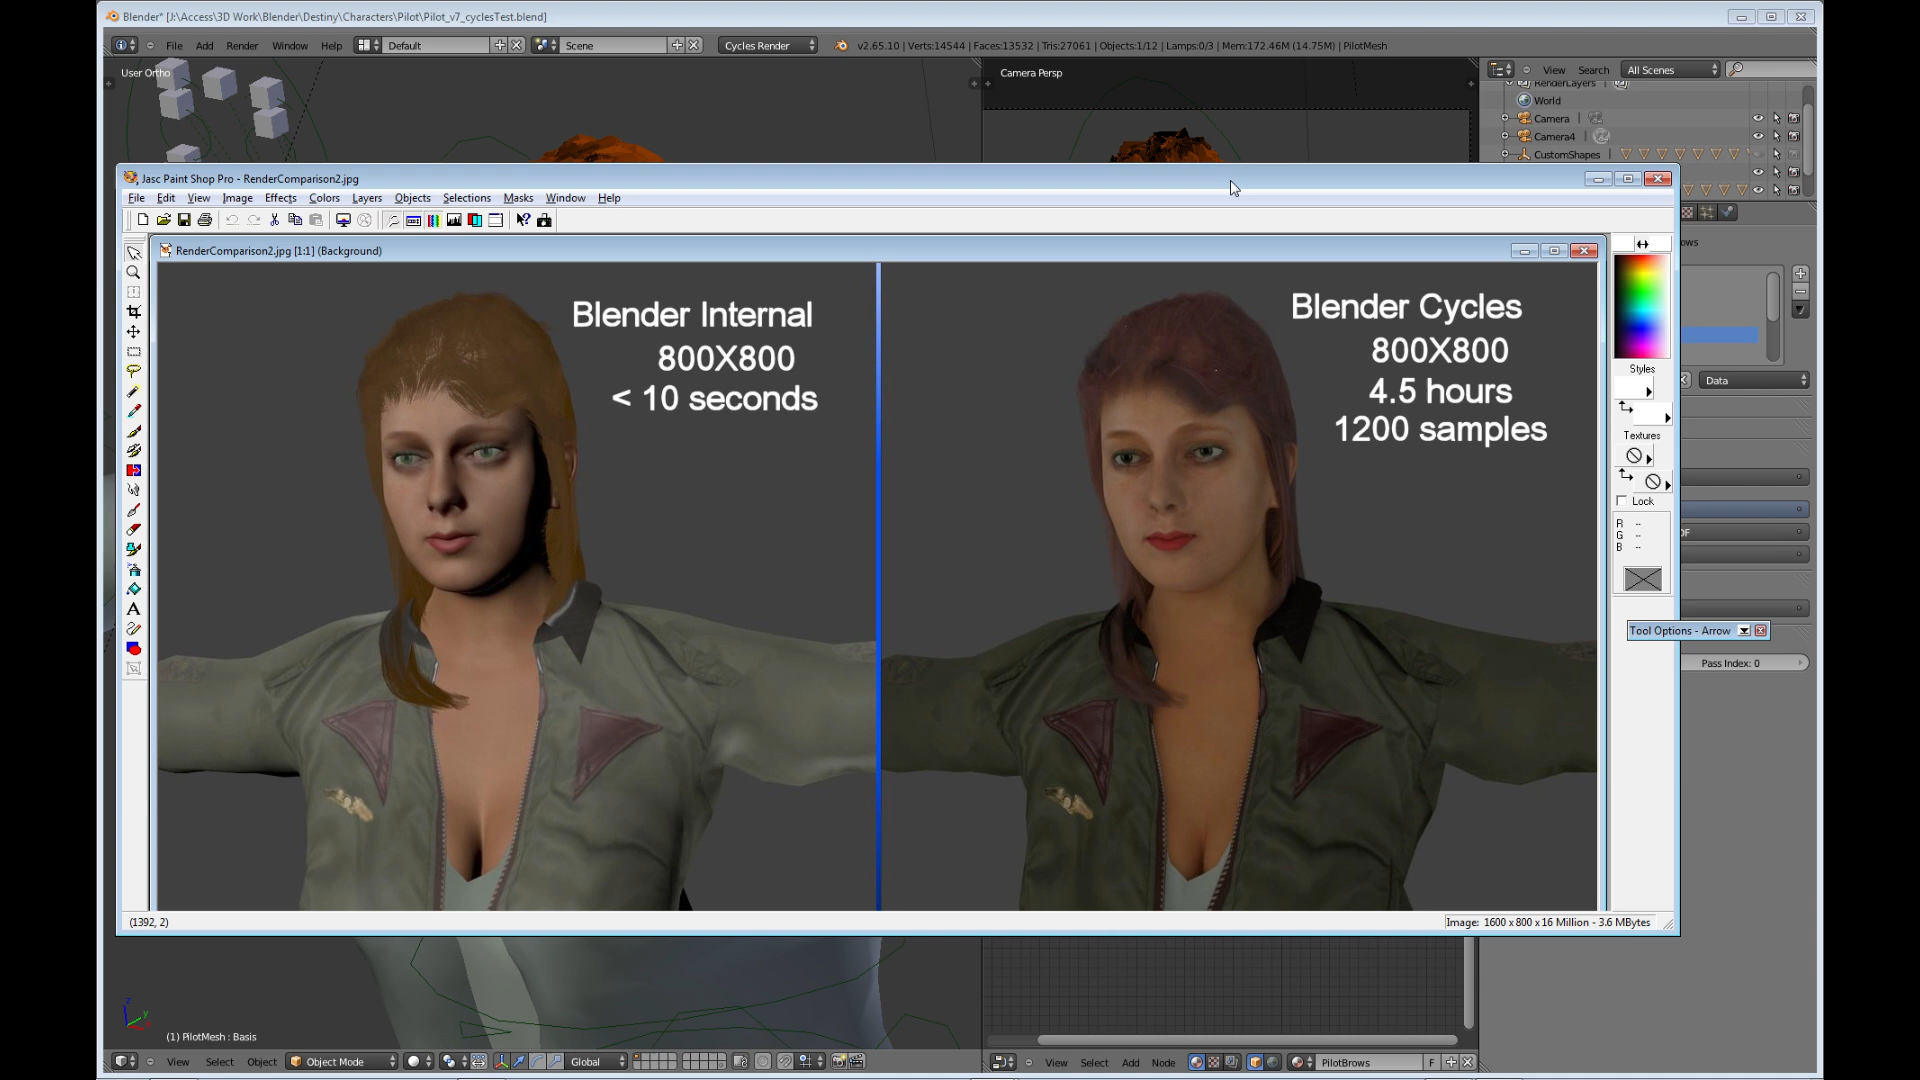 Blender* [J:\Access\3D Work\Blender\Destiny\Characters\Pilot\Pilot_v7_cyclesTest.blend]
File Add Render Window Help Default Scene Cycles Render v2.65.10 | Verts:14544 | Faces:13532 | Tris:27061 | Objects:1/12 | Lamps:0/3 | Mem:172.46M (14.75M) | PilotMesh
User Ortho
Camera Persp
View Search All Scenes
RenderLayers |
World
Camera |
Camera4 |
CustomShapes |
Jasc Paint Shop Pro - RenderComparison2.jpg
File Edit View Image Effects Colors Layers Objects Selections Masks Window Help
RenderComparison2.jpg [1:1] (Background)
Blender Internal
800X800
< 10 seconds
Blender Cycles
800X800
4.5 hours
1200 samples
Styles
Textures
Lock
R --
G --
B --
Data
Tool Options - Arrow
Pass Index: 0
(1392, 2)
Image: 1600 x 800 x 16 Million - 3.6 MBytes
(1) PilotMesh : Basis
View Select Object Object Mode Global
View Select Add Node PilotBrows F